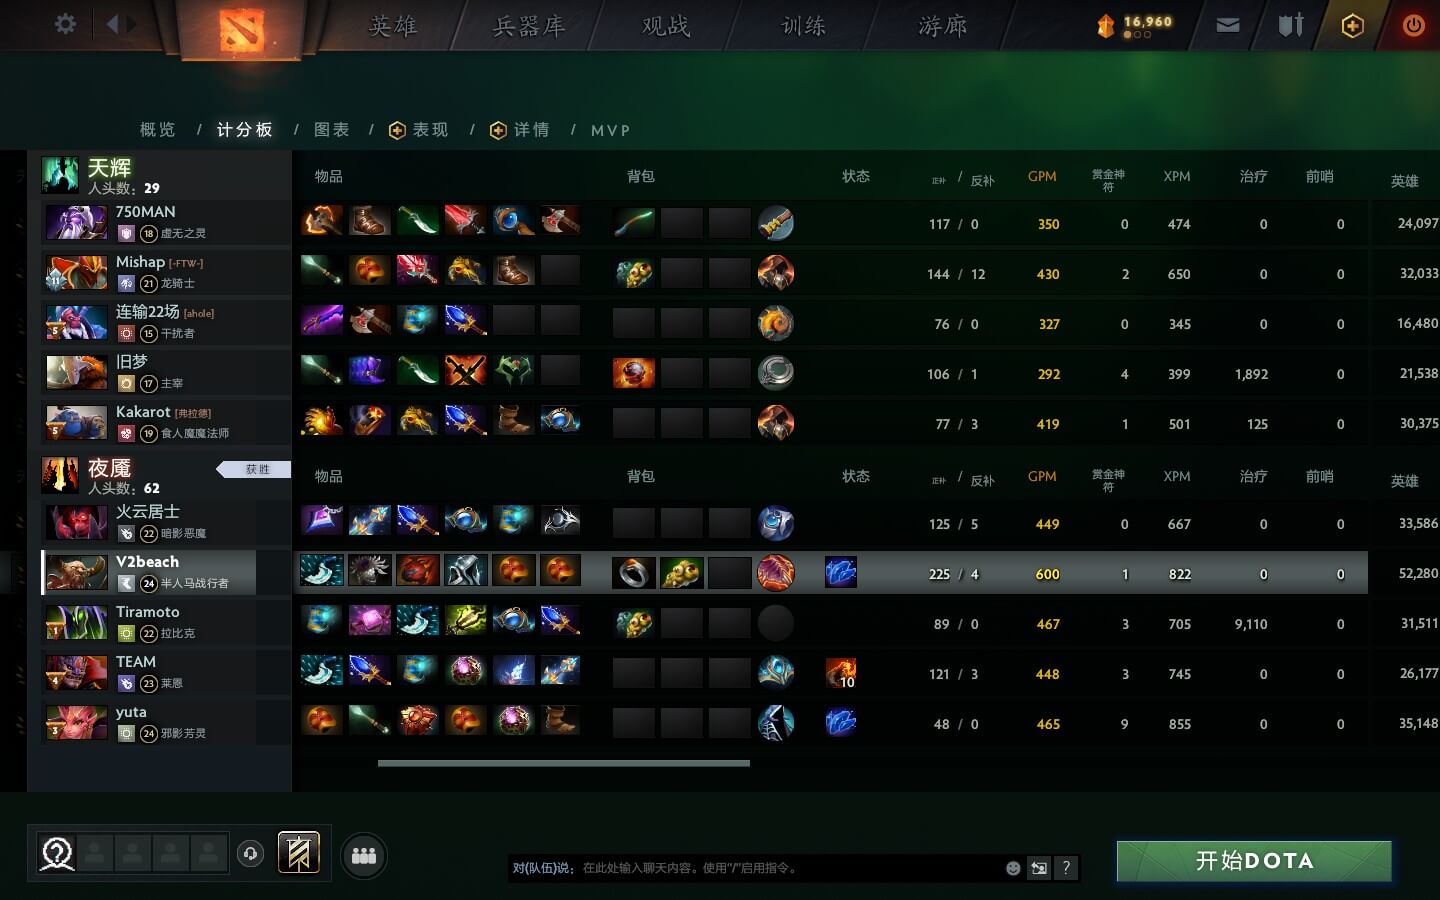 英雄 兵器库 观战 训练 游廊 16,960
概览 / 计分板 / 图表 / 表现 / 详情 / MVP
天辉
人头数: 29
物品 背包 状态 正补 / 反补 GPM 赏金神符 XPM 治疗 前哨 英雄
750MAN
18 虚无之灵
117 / 0 350 0 474 0 0 24,097
Mishap [-FTW-]
11 21 龙骑士
144 / 12 430 2 650 0 0 32,033
连输22场 [ahole]
5 15 干扰者
76 / 0 327 0 345 0 0 16,480
旧梦
17 主宰
106 / 1 292 4 399 1,892 0 21,538
Kakarot [弗拉德]
5 19 食人魔魔法师
77 / 3 419 1 501 125 0 30,375
夜魇 获胜
人头数: 62
物品 背包 状态 正补 / 反补 GPM 赏金神符 XPM 治疗 前哨 英雄
火云居士
22 暗影恶魔
125 / 5 449 0 667 0 0 33,586
V2beach
24 半人马战行者
225 / 4 600 1 822 0 0 52,280
Tiramoto
1 22 拉比克
89 / 0 467 3 705 9,110 0 31,511
TEAM
4 23 莱恩
10 121 / 3 448 3 745 0 0 26,177
yuta
3 24 邪影芳灵
48 / 0 465 9 855 0 0 35,148
对(队伍)说: 在此处输入聊天内容。使用"/"启用指令。 ?
开始DOTA